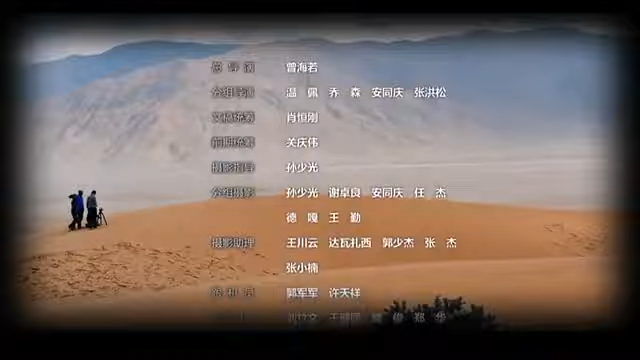 总导演 曾海若
分组导演 温 佩 乔 森 安同庆 张洪松
文稿统筹 肖恒刚
前期统筹 关庆伟
摄影指导 孙少光
分组摄影 孙少光 谢卓良 安同庆 任 杰
德 嘎 王 勤
摄影助理 王川云 达瓦扎西 郭少杰 张 杰
张小楠
郭军军 许天祥